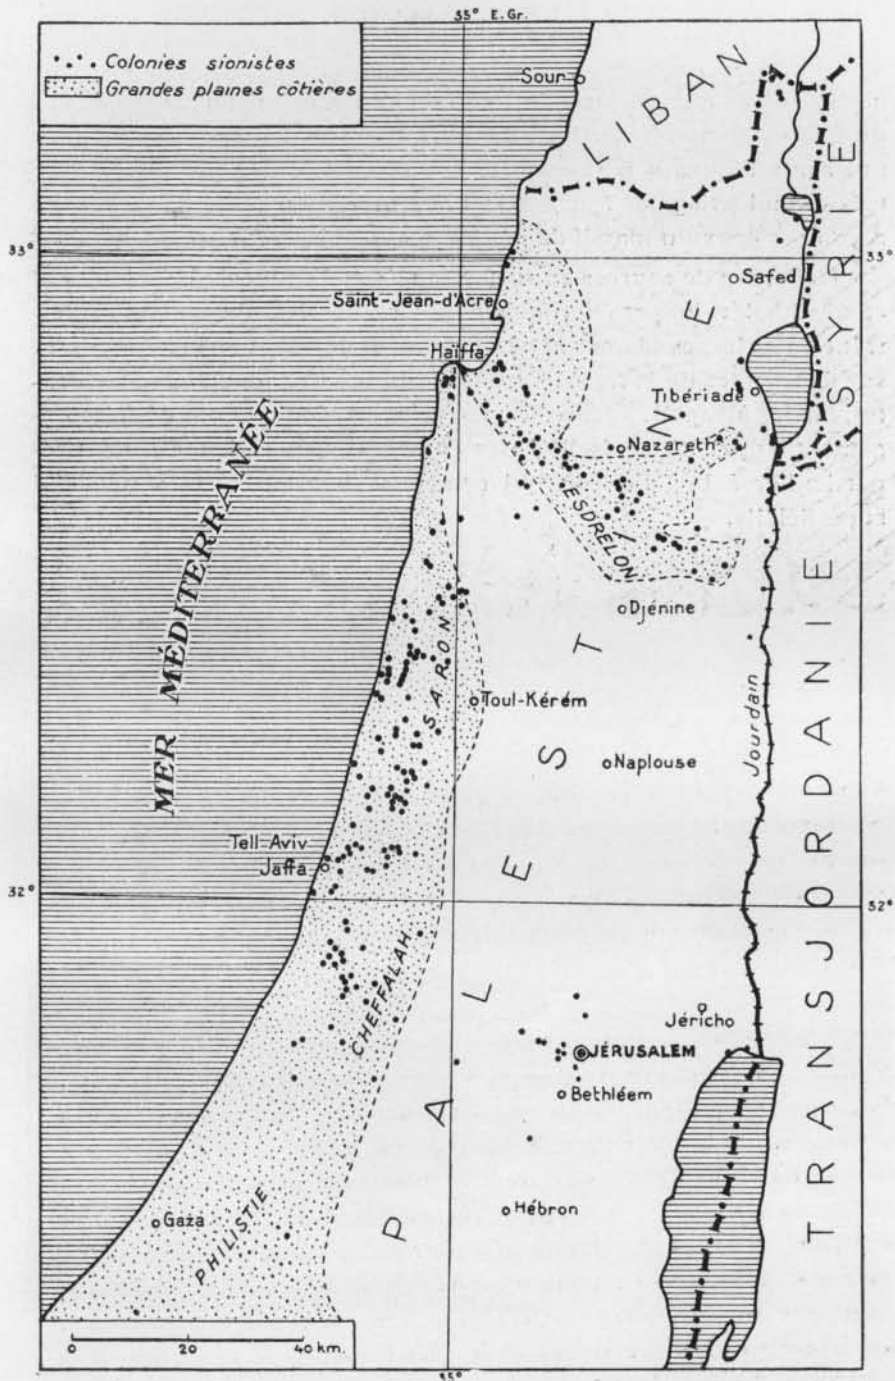 35° E.Gr.
Colonies sionistes
Grandes plaines côtières
Sour
LIBAN
SYRIE
33°
33°
Safed
Saint-Jean-d'Acre
Haïffa
Tibériade
Nazareth
MER MÉDITERRANÉE
ESDRELON
Djénine
SARON
Toul-Kérém
Naplouse
Jourdain
TRANSJORDANIE
PALESTINE
Tell-Aviv
Jaffa
32°
32°
CHEFFALAH
Jéricho
JÉRUSALEM
Bethléem
Hébron
Gaza
PHILISTIE
0 20 40 km.
35°